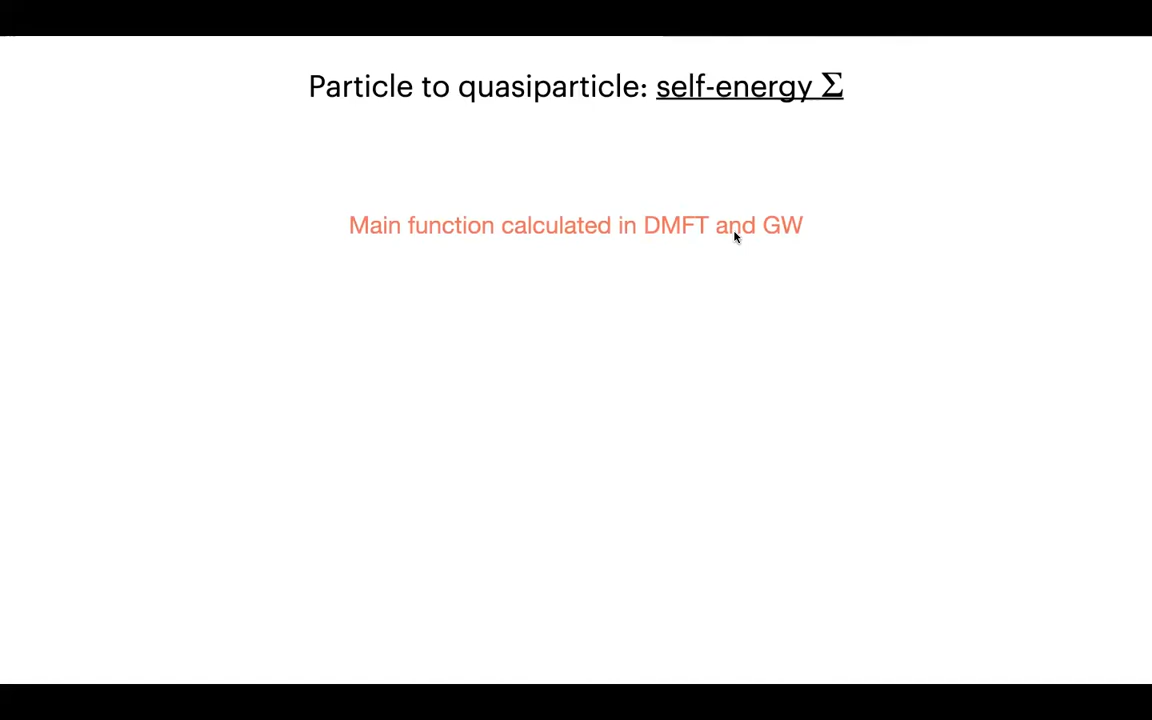 Particle to quasiparticle: self-energy Σ
Main function calculated in DMFT and GW